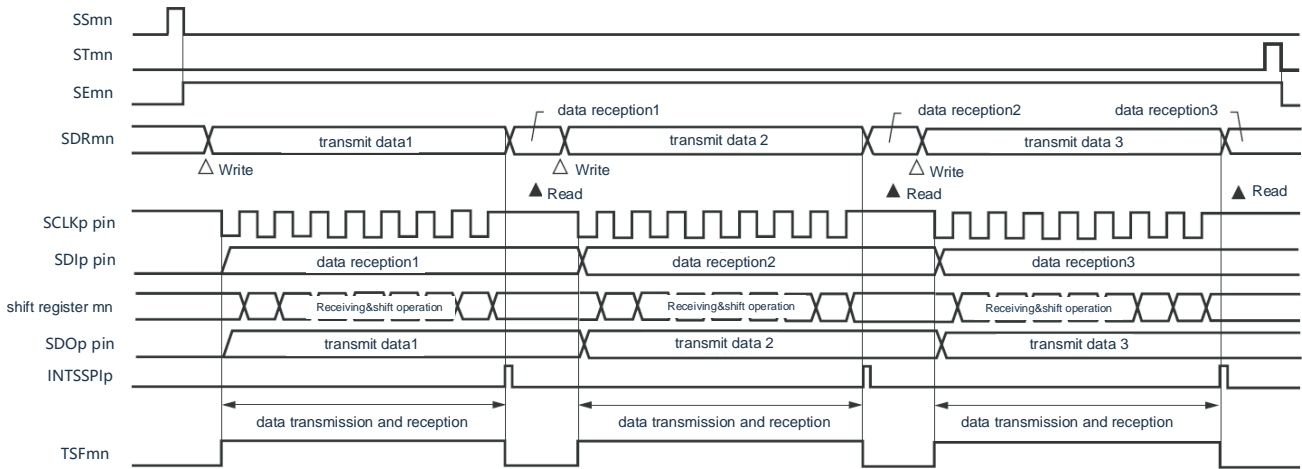 SSmn
STmn
SEmn
data reception1 data reception2 data reception3
SDRmn transmit data1 transmit data 2 transmit data 3
Write Write Write
Read Read Read
SCLKp pin
SDIp pin data reception1 data reception2 data reception3
shift register mn Receiving&shift operation Receiving&shift operation Receiving&shift operation
SDOp pin transmit data1 transmit data 2 transmit data 3
INTSSPIp
data transmission and reception data transmission and reception data transmission and reception
TSFmn